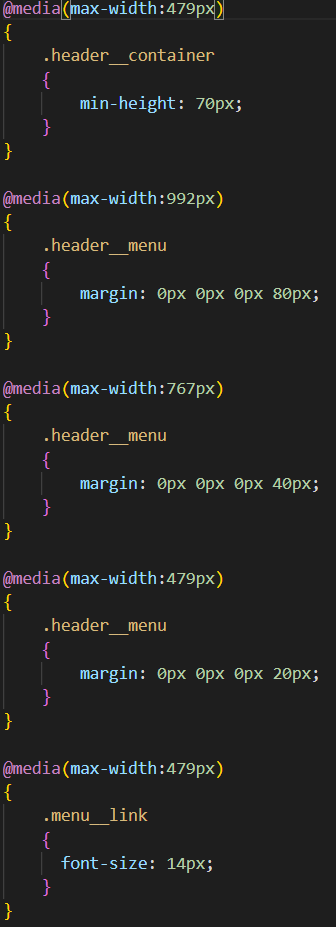 @media(max-width:479px)
{
    .header__container
    {
        min-height: 70px;
    }
}

@media(max-width:992px)
{
    .header__menu
    {
        margin: 0px 0px 0px 80px;
    }
}

@media(max-width:767px)
{
    .header__menu
    {
        margin: 0px 0px 0px 40px;
    }
}

@media(max-width:479px)
{
    .header__menu
    {
        margin: 0px 0px 0px 20px;
    }
}

@media(max-width:479px)
{
    .menu__link
    {
      font-size: 14px;
    }
}